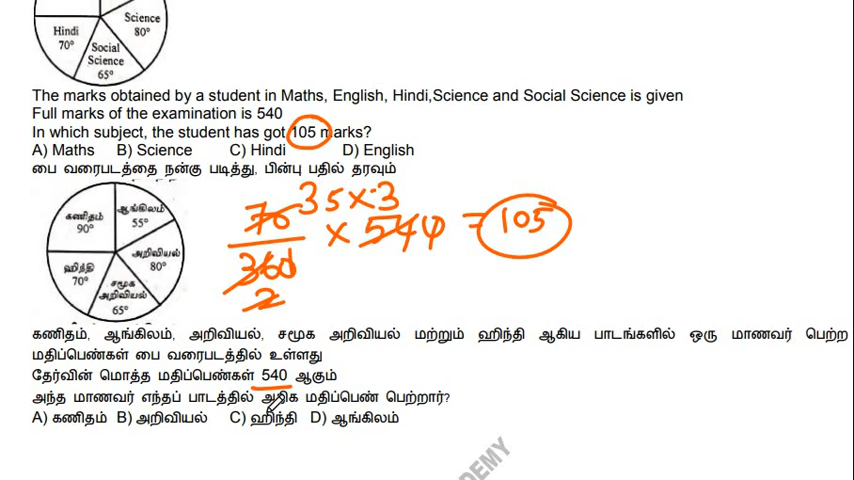 Science
80°
Hindi
70°
Social
Science
65°
The marks obtained by a student in Maths, English, Hindi,Science and Social Science is given
Full marks of the examination is 540
In which subject, the student has got 105 marks?
A) Maths B) Science C) Hindi D) English
பை வரைபடத்தை நன்கு படித்து, பின்பு பதில் தரவும்
கணிதம்
90°
ஆங்கிலம்
55°
அறிவியல்
80°
ஹிந்தி
70°
சமூக
அறிவியல்
65°
35 × 3
70 × 540 = 105
360
2
கணிதம், ஆங்கிலம், அறிவியல், சமூக அறிவியல் மற்றும் ஹிந்தி ஆகிய பாடங்களில் ஒரு மாணவர் பெற்ற
மதிப்பெண்கள் பை வரைபடத்தில் உள்ளது
தேர்வின் மொத்த மதிப்பெண்கள் 540 ஆகும்
அந்த மாணவர் எந்தப் பாடத்தில் அதிக மதிப்பெண் பெற்றார்?
A) கணிதம் B) அறிவியல் C) ஹிந்தி D) ஆங்கிலம்
DEMY